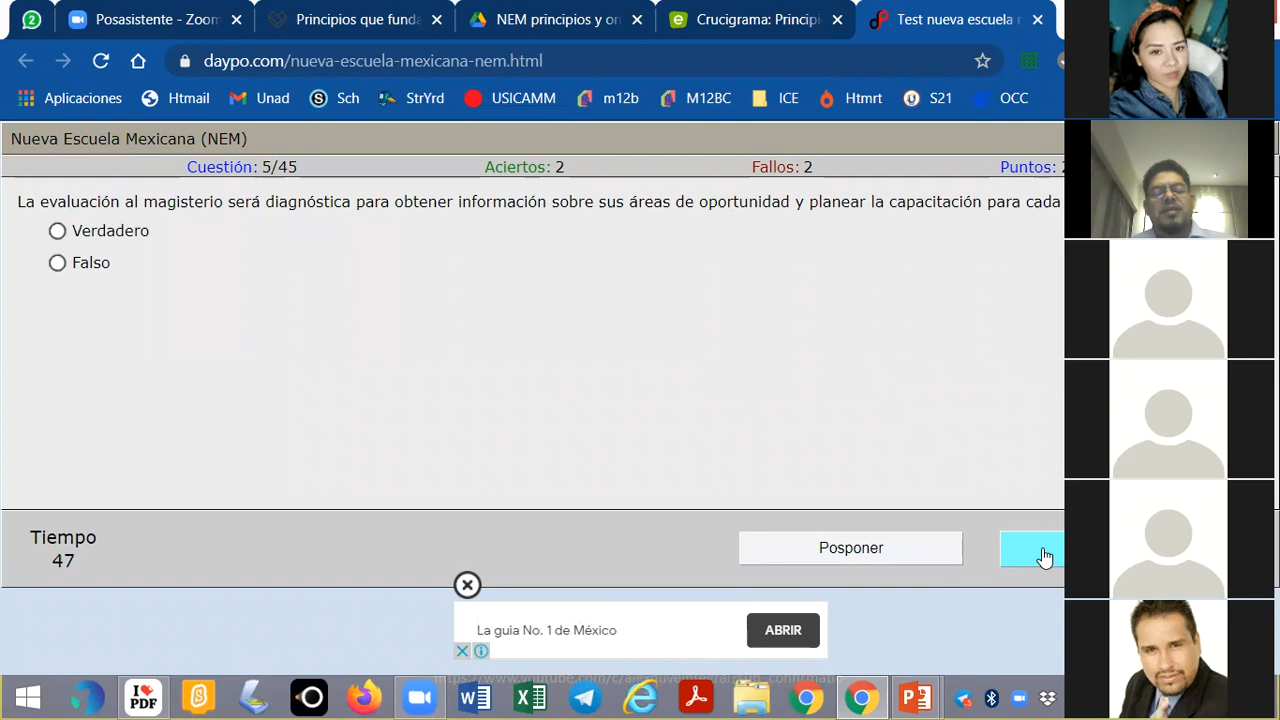 2
Posasistente - Zoom
Principios que funda
NEM principios y or
Crucigrama: Principi
Test nueva escuela
daypo.com/nueva-escuela-mexicana-nem.html
Aplicaciones
Htmail
Unad
Sch
StrYrd
USICAMM
m12b
M12BC
ICE
Htmrt
S21
OCC
Nueva Escuela Mexicana (NEM)
Cuestión: 5/45
Aciertos: 2
Fallos: 2
Puntos:
La evaluación al magisterio será diagnóstica para obtener información sobre sus áreas de oportunidad y planear la capacitación para cada
Verdadero
Falso
Tiempo
47
Posponer
La guia No. 1 de México
ABRIR
I
PDF